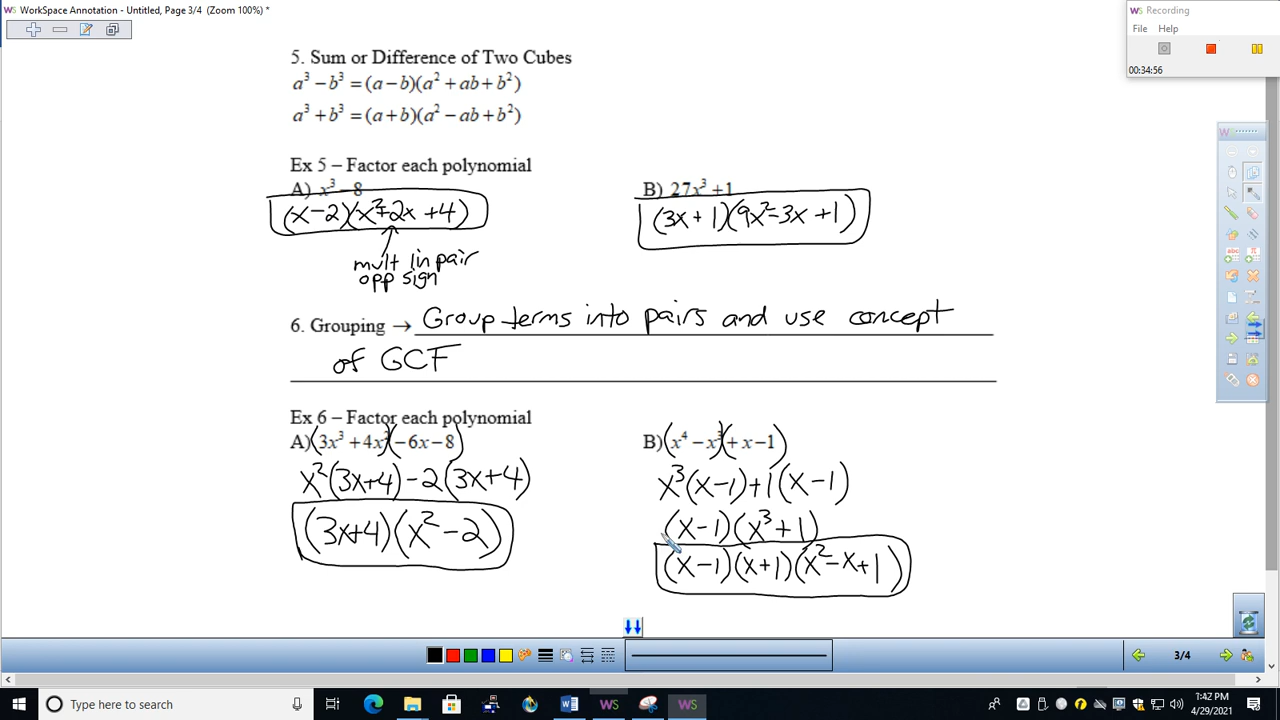 WorkSpace Annotation - Untitled, Page 3/4 (Zoom 100%) *
Recording
File Help
00:34:56
5. Sum or Difference of Two Cubes
a³ − b³ = (a − b)(a² + ab + b²)
a³ + b³ = (a + b)(a² − ab + b²)
Ex 5 – Factor each polynomial
A) x³ − 8
(x − 2)(x² + 2x + 4)
mult in pair
opp sign
B) 27x³ + 1
(3x + 1)(9x² − 3x + 1)
6. Grouping → Group terms into pairs and use concept
of GCF
Ex 6 – Factor each polynomial
A) (3x³ + 4x²)(− 6x − 8)
x²(3x+4) − 2(3x+4)
(3x+4)(x² − 2)
B) (x⁴ − x³)(+ x − 1)
x³(x − 1) + 1(x − 1)
(x − 1)(x³ + 1)
(x − 1)(x + 1)(x² − x + 1)
3/4
Type here to search
7:42 PM
4/29/2021